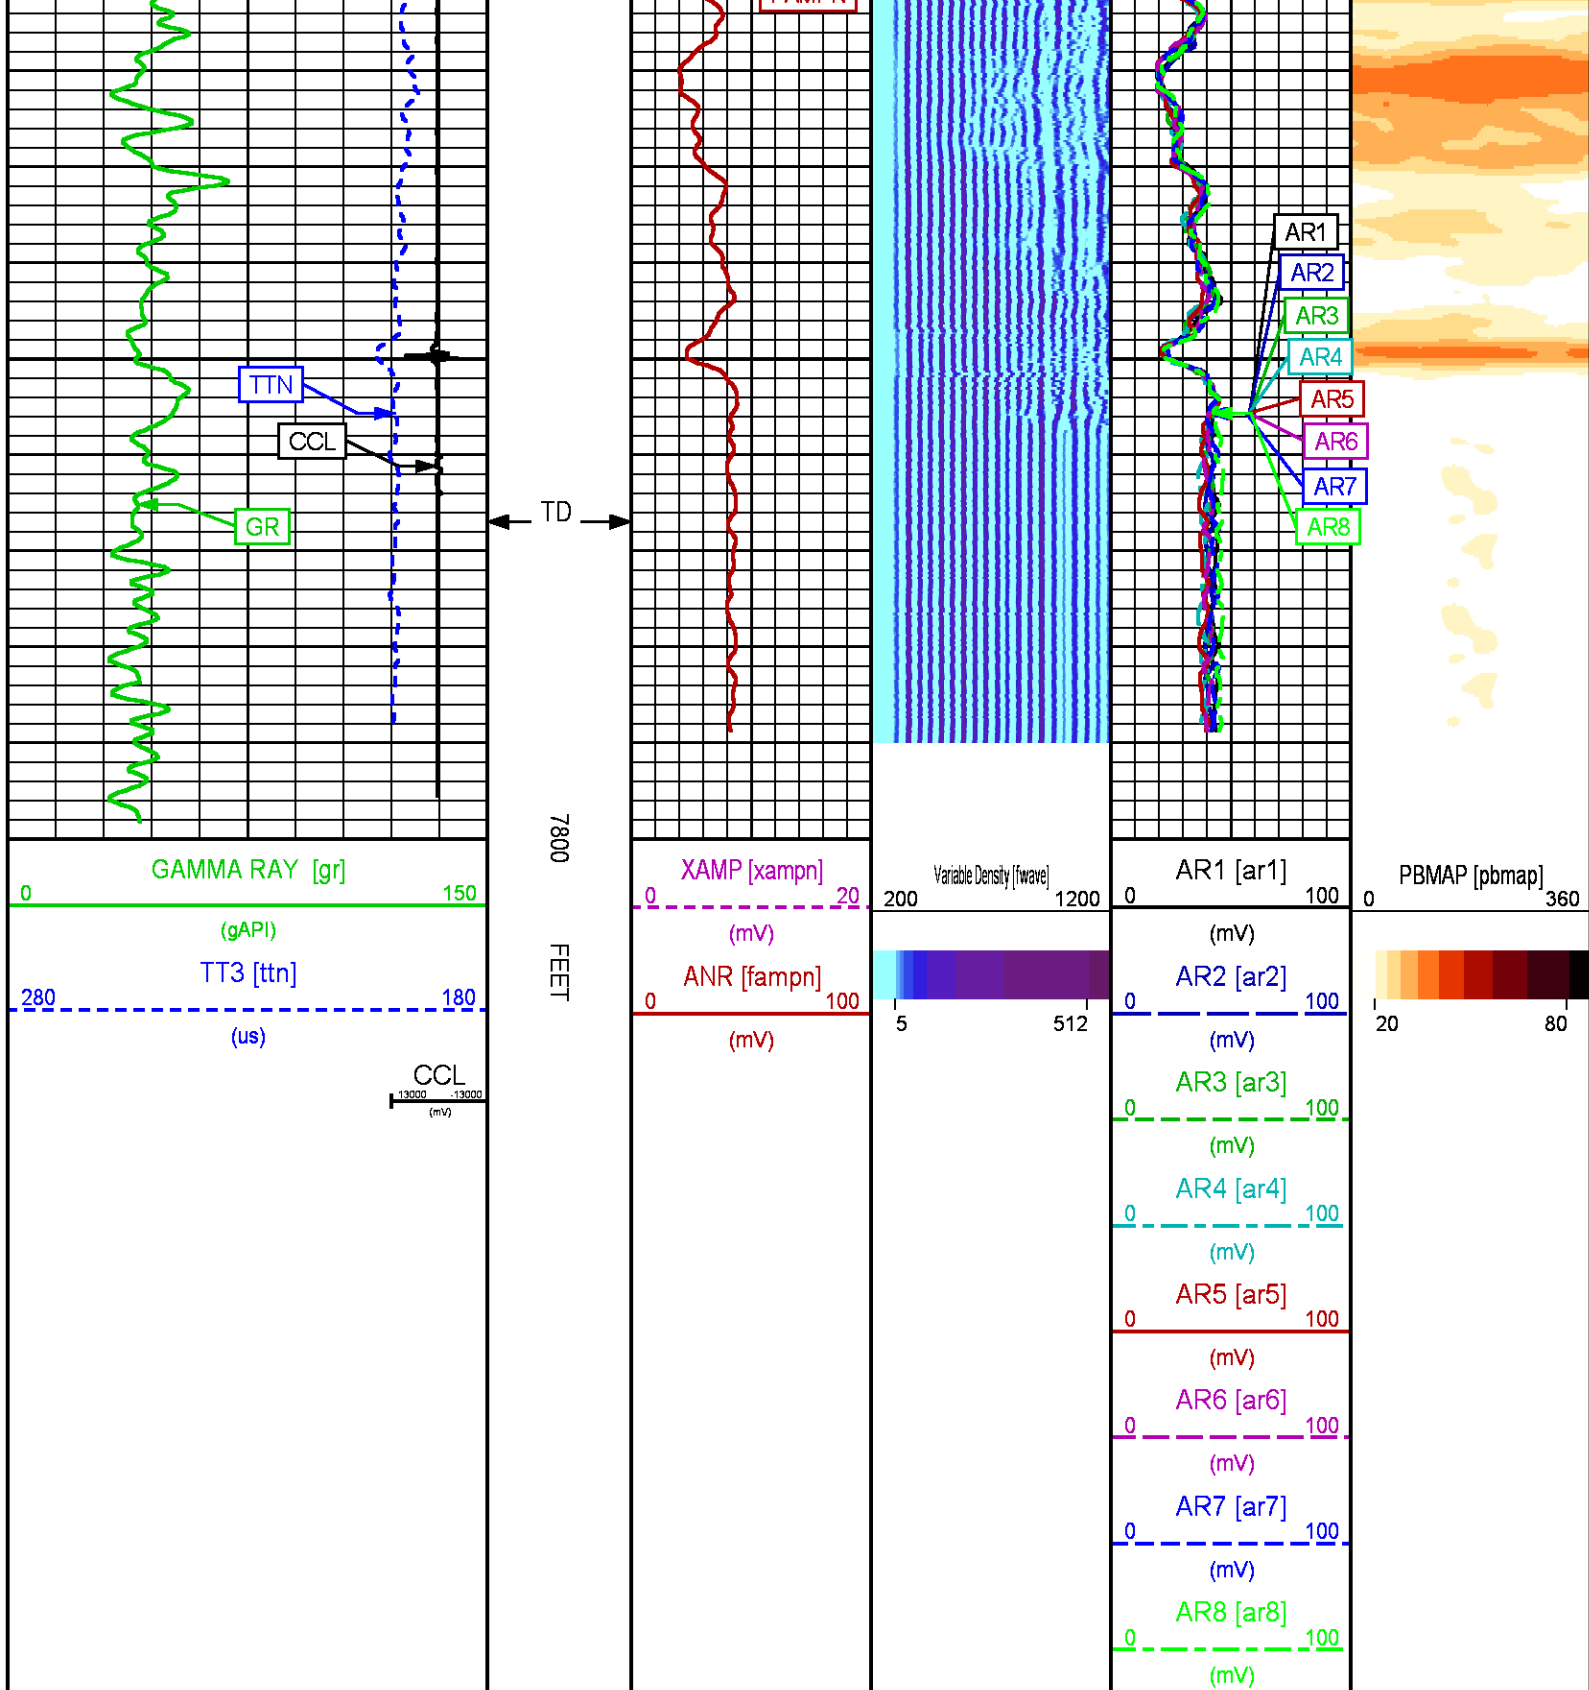 AR1
AR2
AR3
AR4
TTN
AR5
CCL
AR6
AR7
TD
GR
AR8
7800
FEET
GAMMA RAY [gr]
0 150
(gAPI)
TT3 [ttn]
280 180
(us)
CCL
13000 -13000
(mV)
XAMP [xampn]
0 20
(mV)
ANR [fampn]
0 100
(mV)
Variable Density [fwave]
200 1200
5 512
AR1 [ar1]
0 100
(mV)
AR2 [ar2]
0 100
(mV)
AR3 [ar3]
0 100
(mV)
AR4 [ar4]
0 100
(mV)
AR5 [ar5]
0 100
(mV)
AR6 [ar6]
0 100
(mV)
AR7 [ar7]
0 100
(mV)
AR8 [ar8]
0 100
(mV)
PBMAP [pbmap]
0 360
20 80